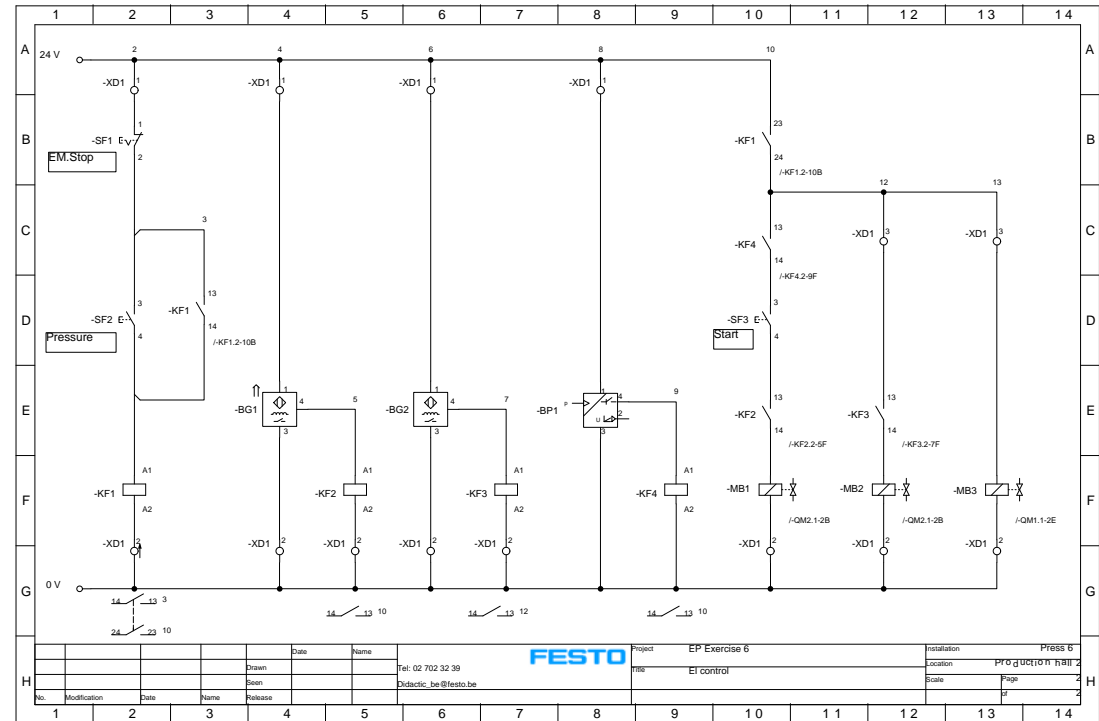 1 2 3 4 5 6 7 8 9 10 11 12 13 14
A 24 V 2 4 6 8 10 A
-XD1 1 -XD1 1 -XD1 1 -XD1 1
1 23
B -SF1 -KF1 B
EM.Stop 2 24
/-KF1.2-10B
12 13
3 13 3 3
C -KF4 -XD1 -XD1 C
14
/-KF4.2-9F
13
3 3
D -SF2 -KF1 -SF3 D
Pressure 4 14 Start 4
/-KF1.2-10B
1 1 1 9 13 13
4 5 4 7 P 4
E -BG1 -BG2 -BP1 2 -KF2 -KF3 E
U
3 3 3 14 14
/-KF2.2-5F /-KF3.2-7F
A1 A1 A1 A1
F -KF1 -KF2 -KF3 -KF4 -MB1 -MB2 -MB3 F
A2 A2 A2 A2
/-QM2.1-2B /-QM2.1-2B /-QM1.1-2E
-XD1 2 -XD1 2 -XD1 2 -XD1 2 -XD1 2 -XD1 2 -XD1 2 -XD1 2
G 0 V G
14 13 3 14 13 10 14 13 12 14 13 10
24 23 10
Date Name FESTO Project EP Exercise 6 Installation Press 6
Drawn Tel: 02 702 32 39 Title El control Location Production hall 2
H Seen Didactic_be@festo.be Scale Page 2 H
No. Modification Date Name Release of 2
1 2 3 4 5 6 7 8 9 10 11 12 13 14